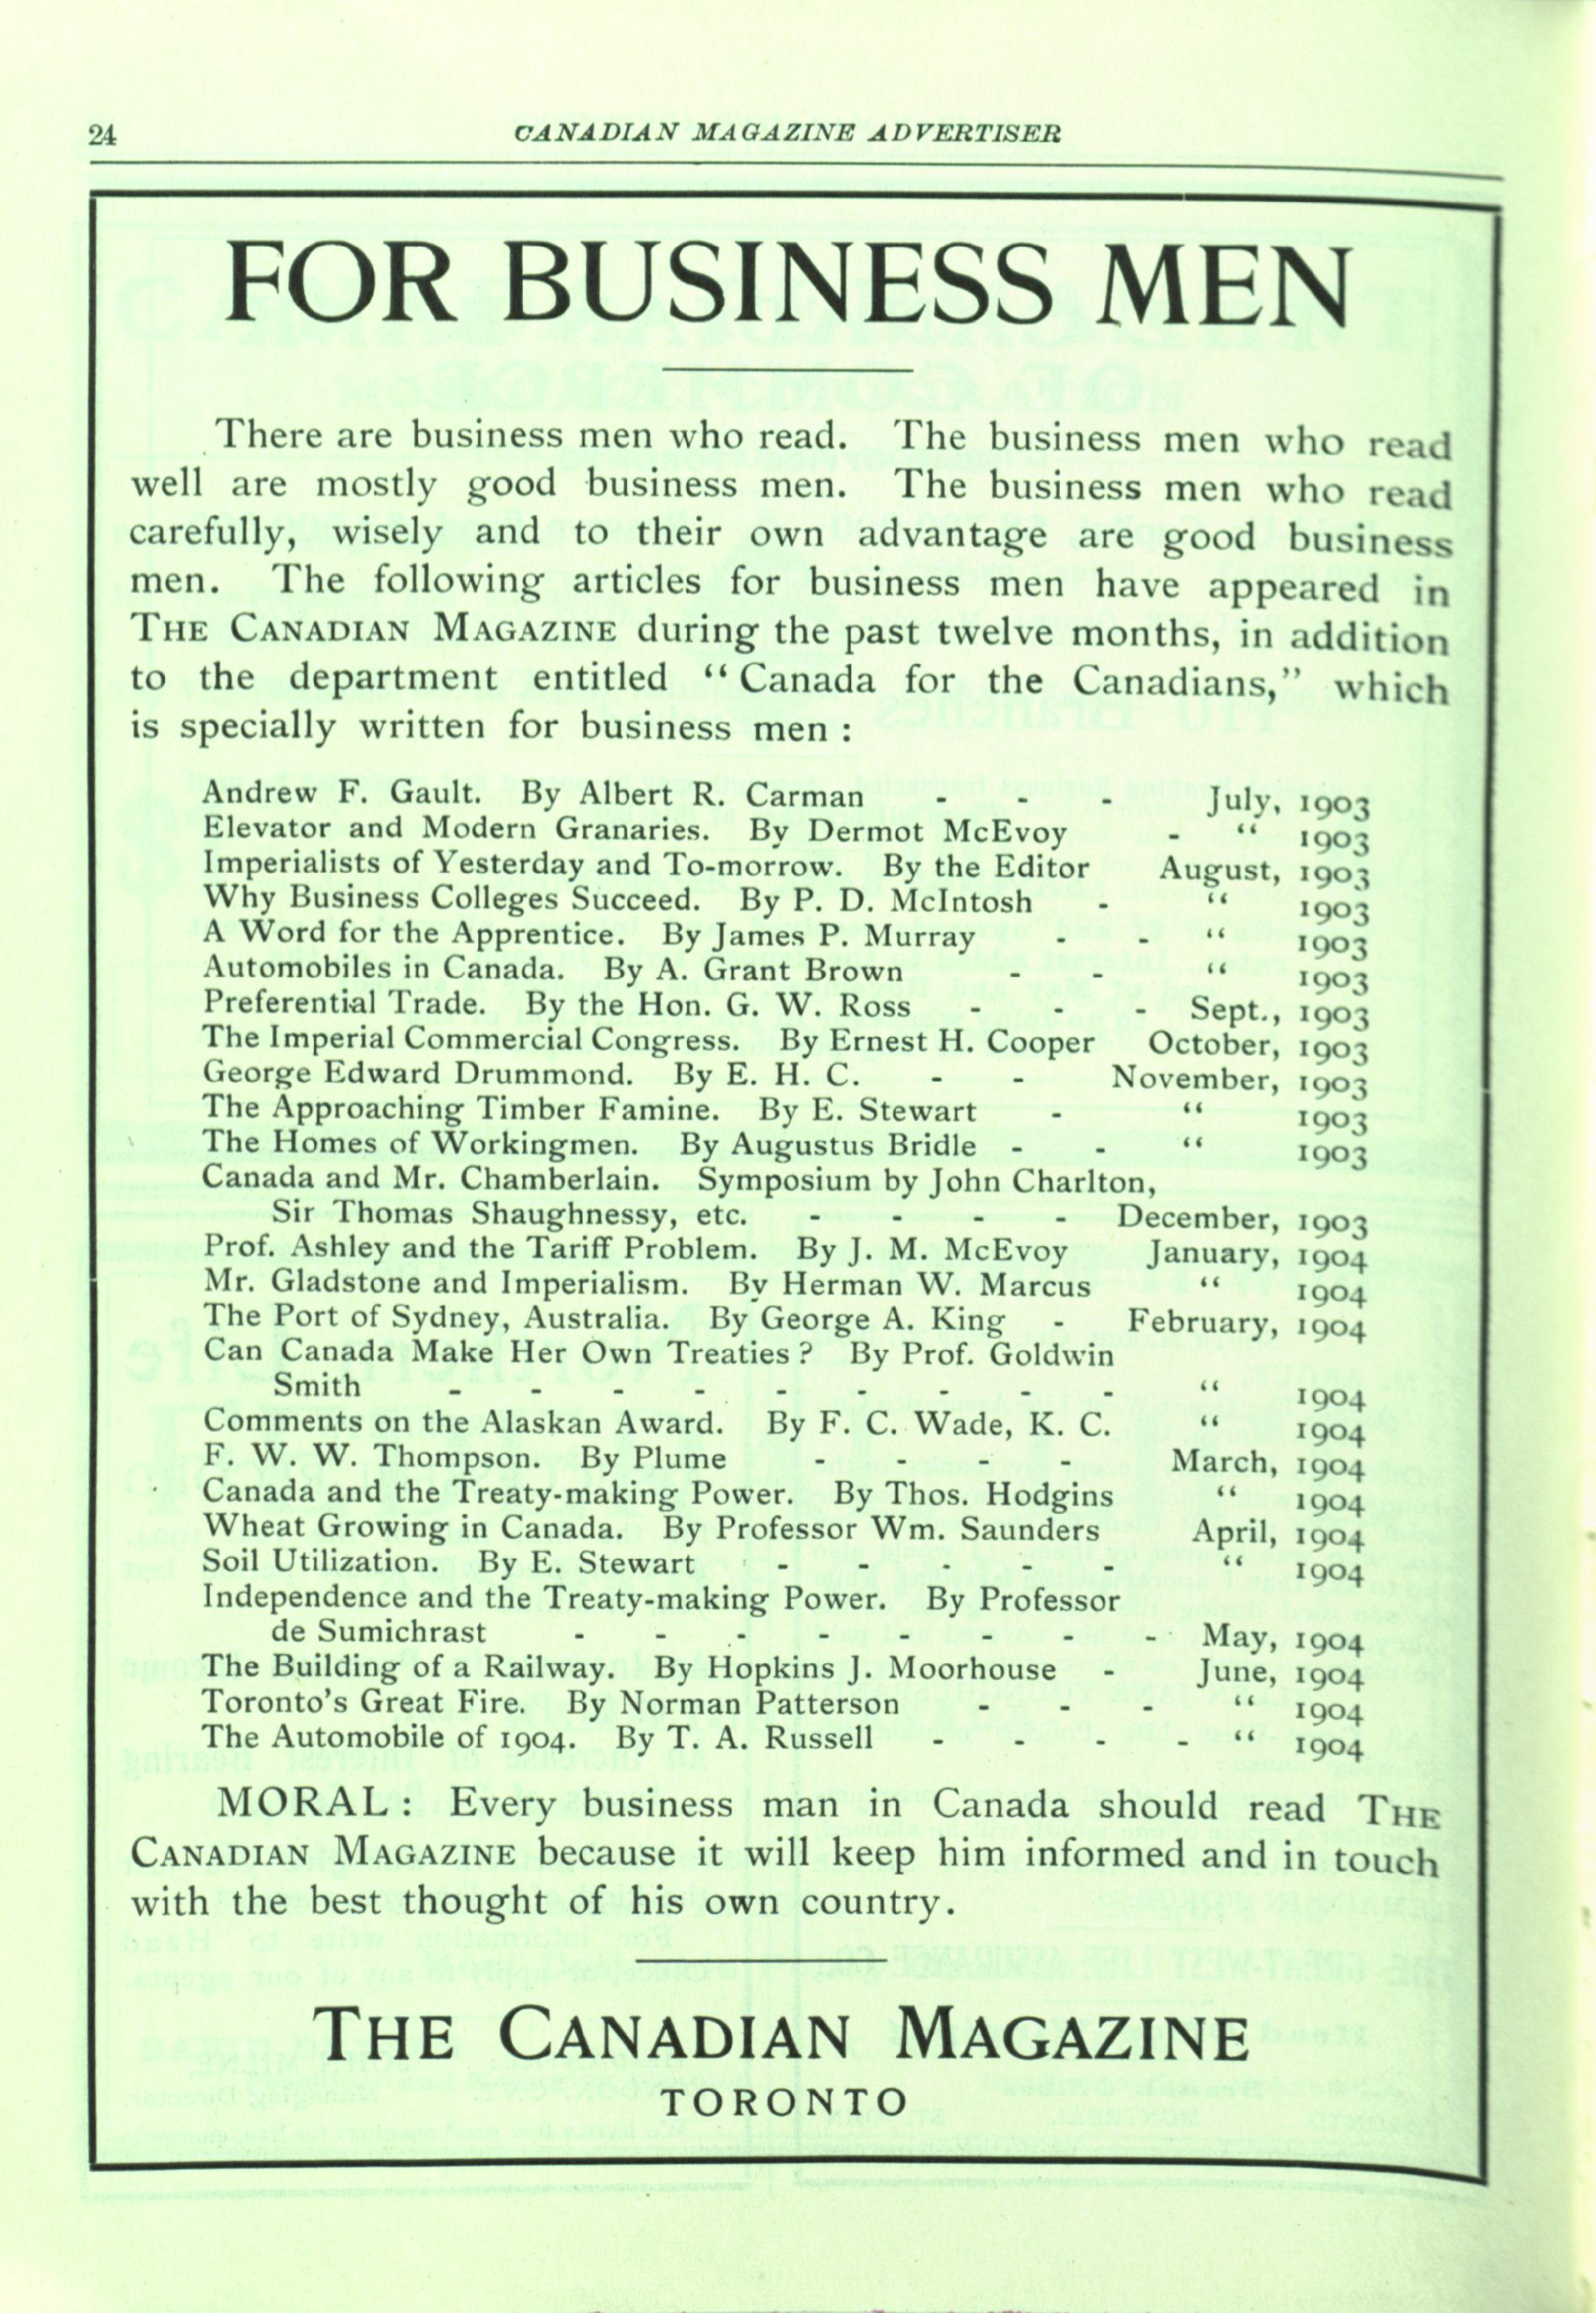 24
CANADIAN MAGAZINE ADVERTISER
FOR BUSINESS MEN
There are business men who read. The business men who read
well are mostly good business men. The business men who read
carefully, wisely and to their own advantage are good business
men. The following articles for business men have appeared in
THE CANADIAN MAGAZINE during the past twelve months, in addition
to the department entitled “Canada for the Canadians,” which
is specially written for business men :
Andrew F. Gault. By Albert R. Carman - - - July, 1903
Elevator and Modern Granaries. By Dermot McEvoy - “ 1903
Imperialists of Yesterday and To-morrow. By the Editor August, 1903
Why Business Colleges Succeed. By P. D. McIntosh - “ 1903
A Word for the Apprentice. By James P. Murray - - “ 1903
Automobiles in Canada. By A. Grant Brown - - “ 1903
Preferential Trade. By the Hon. G. W. Ross - - - Sept., 1903
The Imperial Commercial Congress. By Ernest H. Cooper October, 1903
George Edward Drummond. By E. H. C. - - November, 1903
The Approaching Timber Famine. By E. Stewart - “ 1903
The Homes of Workingmen. By Augustus Bridle - - “ 1903
Canada and Mr. Chamberlain. Symposium by John Charlton,
Sir Thomas Shaughnessy, etc. - - - - December, 1903
Prof. Ashley and the Tariff Problem. By J. M. McEvoy January, 1904
Mr. Gladstone and Imperialism. By Herman W. Marcus “ 1904
The Port of Sydney, Australia. By George A. King - February, 1904
Can Canada Make Her Own Treaties ? By Prof. Goldwin
Smith - - - - - - - - - “ 1904
Comments on the Alaskan Award. By F. C. Wade, K. C. “ 1904
F. W. W. Thompson. By Plume - - - - March, 1904
Canada and the Treaty-making Power. By Thos. Hodgins “ 1904
Wheat Growing in Canada. By Professor Wm. Saunders April, 1904
Soil Utilization. By E. Stewart - - - - - “ 1904
Independence and the Treaty-making Power. By Professor
de Sumichrast - - - - - - - - May, 1904
The Building of a Railway. By Hopkins J. Moorhouse - June, 1904
Toronto's Great Fire. By Norman Patterson - - - “ 1904
The Automobile of 1904. By T. A. Russell - - - - “ 1904
MORAL : Every business man in Canada should read THE
CANADIAN MAGAZINE because it will keep him informed and in touch
with the best thought of his own country.
THE CANADIAN MAGAZINE
TORONTO